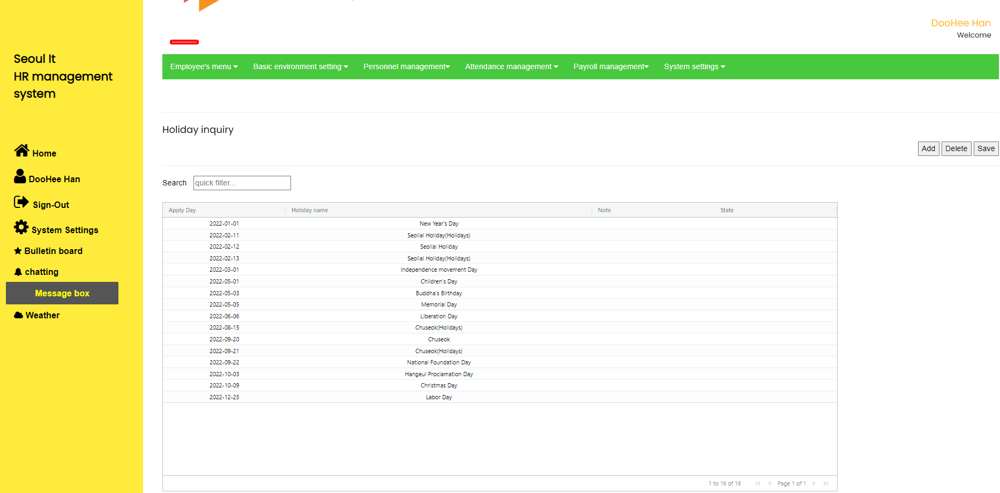 DooHee Han
Welcome
Seoul It
HR management
system
Home
DooHee Han
Sign-Out
System Settings
Bulletin board
chatting
Message box
Weather
Employee's menu Basic environment setting Personnel management Attendance management Payroll management System settings
Holiday inquiry
Add Delete Save
Search quick filter...
Apply Day Holiday name Note State
2022-01-01 New Year's Day
2022-02-11 Seollal Holiday(Holidays)
2022-02-12 Seollal Holiday
2022-02-13 Seollal Holiday(Holidays)
2022-03-01 Independence movement Day
2022-05-01 Children's Day
2022-05-03 Buddha's Birthday
2022-05-05 Memorial Day
2022-06-06 Liberation Day
2022-08-15 Chuseok(Holidays)
2022-09-20 Chuseok
2022-09-21 Chuseok(Holidays)
2022-09-22 National Foundation Day
2022-10-03 Hangeul Proclamation Day
2022-10-09 Christmas Day
2022-12-25 Labor Day
1 to 16 of 16 Page 1 of 1